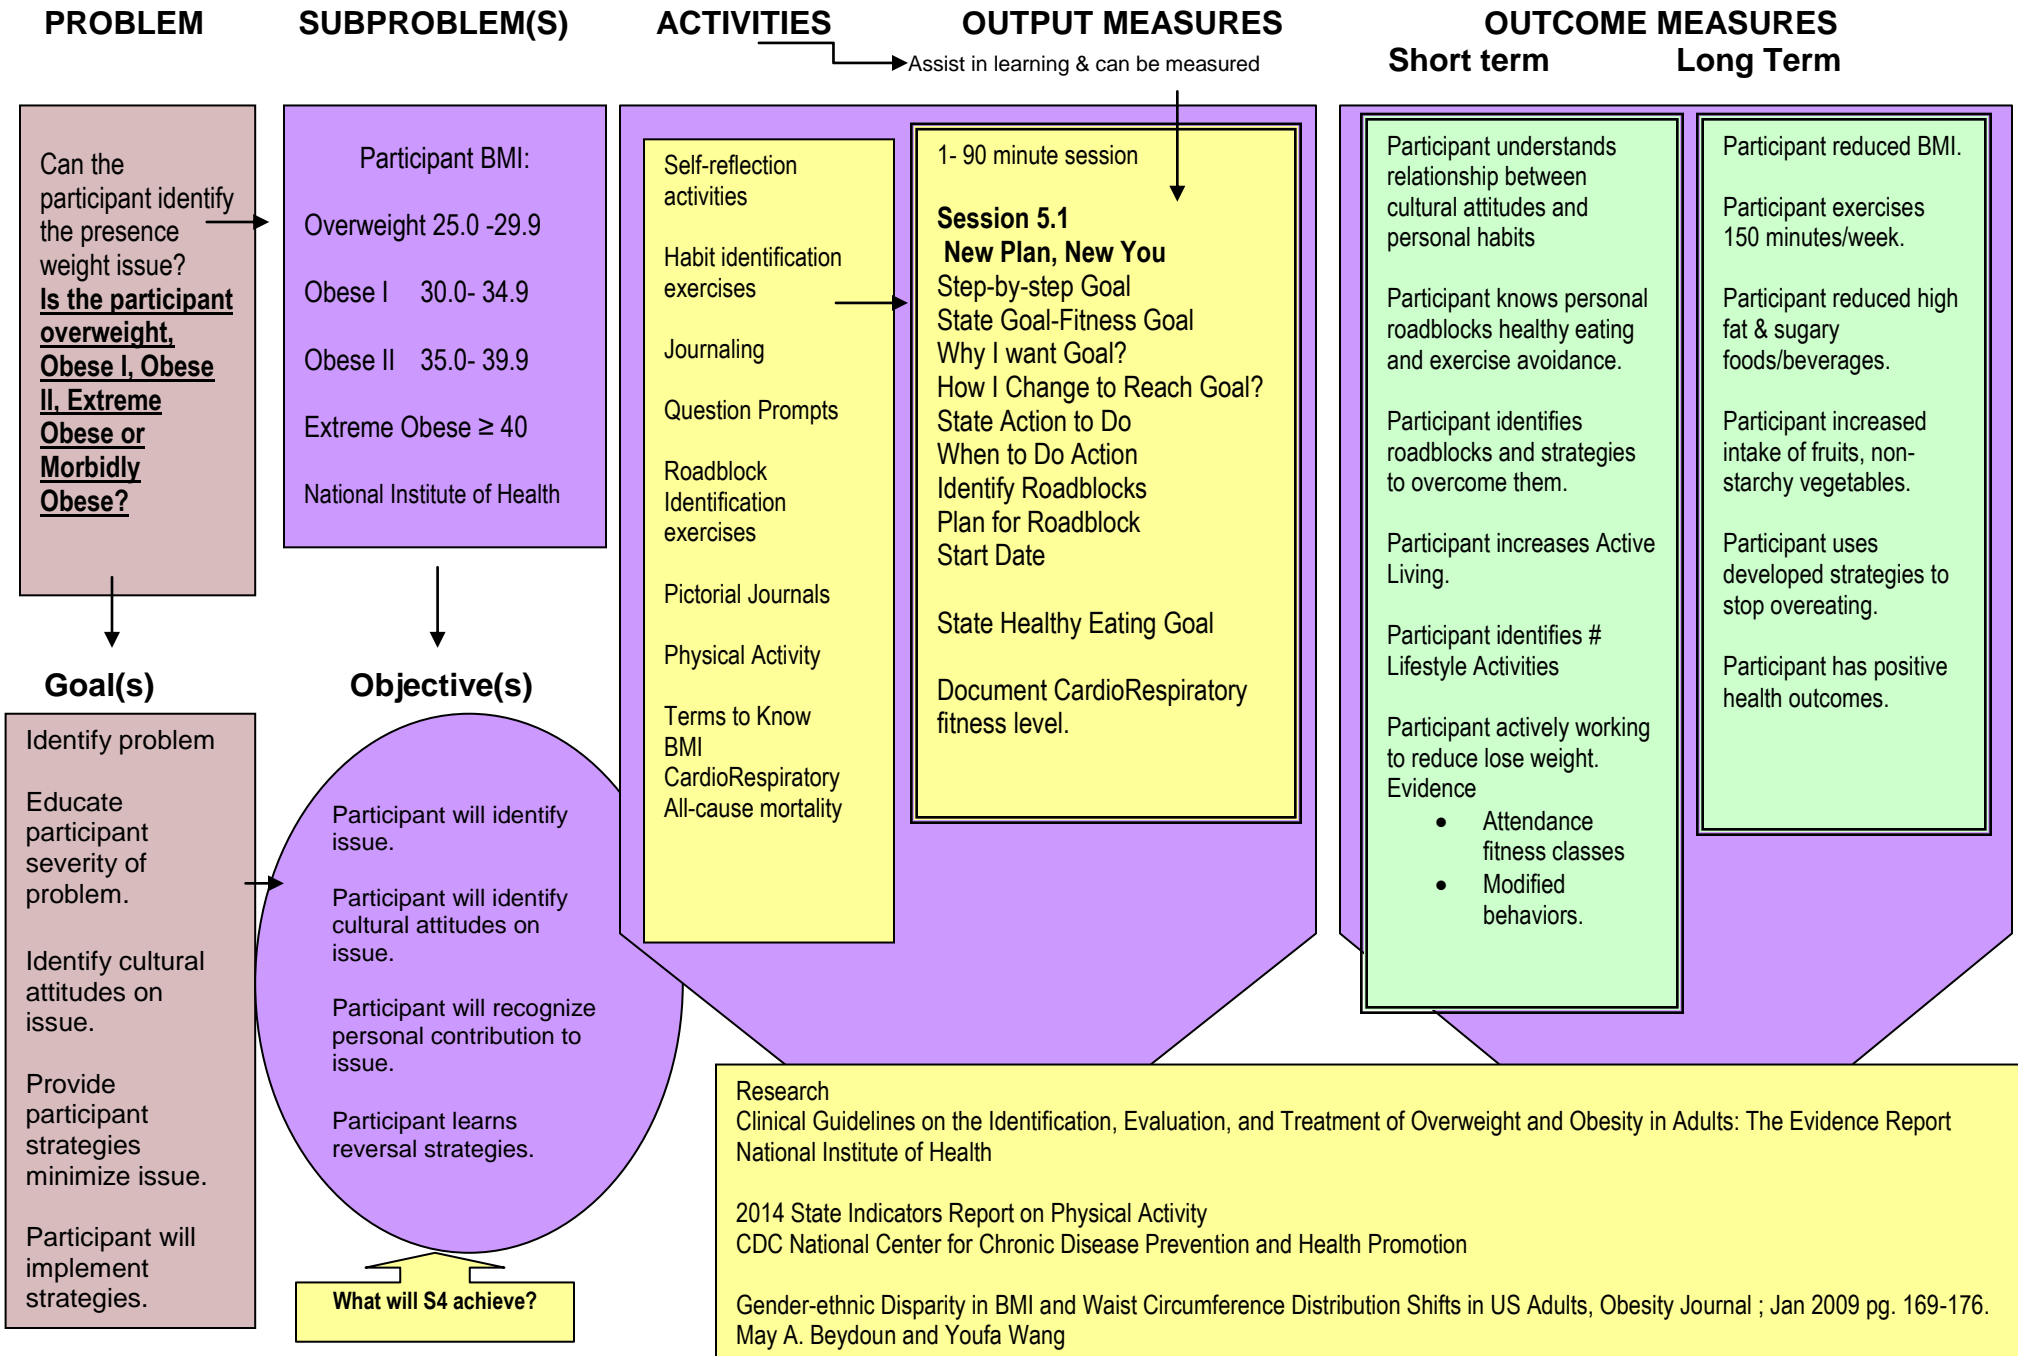 PROBLEM
SUBPROBLEM(S)
ACTIVITIES
OUTPUT MEASURES
OUTCOME MEASURES
Assist in learning & can be measured
Short term
Long Term
Can the
participant identify
the presence
weight issue?
Is the participant
overweight,
Obese I, Obese
II, Extreme
Obese or
Morbidly
Obese?
Participant BMI:
Overweight 25.0 -29.9
Obese I 30.0- 34.9
Obese II 35.0- 39.9
Extreme Obese ≥ 40
National Institute of Health
Self-reflection
activities
Habit identification
exercises
Journaling
Question Prompts
Roadblock
Identification
exercises
Pictorial Journals
Physical Activity
Terms to Know
BMI
CardioRespiratory
All-cause mortality
1- 90 minute session
Session 5.1
New Plan, New You
Step-by-step Goal
State Goal-Fitness Goal
Why I want Goal?
How I Change to Reach Goal?
State Action to Do
When to Do Action
Identify Roadblocks
Plan for Roadblock
Start Date
State Healthy Eating Goal
Document CardioRespiratory
fitness level.
Participant understands
relationship between
cultural attitudes and
personal habits
Participant knows personal
roadblocks healthy eating
and exercise avoidance.
Participant identifies
roadblocks and strategies
to overcome them.
Participant increases Active
Living.
Participant identifies #
Lifestyle Activities
Participant actively working
to reduce lose weight.
Evidence
• Attendance
fitness classes
• Modified
behaviors.
Participant reduced BMI.
Participant exercises
150 minutes/week.
Participant reduced high
fat & sugary
foods/beverages.
Participant increased
intake of fruits, non-
starchy vegetables.
Participant uses
developed strategies to
stop overeating.
Participant has positive
health outcomes.
Goal(s)
Objective(s)
Identify problem
Educate
participant
severity of
problem.
Identify cultural
attitudes on
issue.
Provide
participant
strategies
minimize issue.
Participant will
implement
strategies.
Participant will identify
issue.
Participant will identify
cultural attitudes on
issue.
Participant will recognize
personal contribution to
issue.
Participant learns
reversal strategies.
What will S4 achieve?
Research
Clinical Guidelines on the Identification, Evaluation, and Treatment of Overweight and Obesity in Adults: The Evidence Report
National Institute of Health
2014 State Indicators Report on Physical Activity
CDC National Center for Chronic Disease Prevention and Health Promotion
Gender-ethnic Disparity in BMI and Waist Circumference Distribution Shifts in US Adults, Obesity Journal ; Jan 2009 pg. 169-176.
May A. Beydoun and Youfa Wang